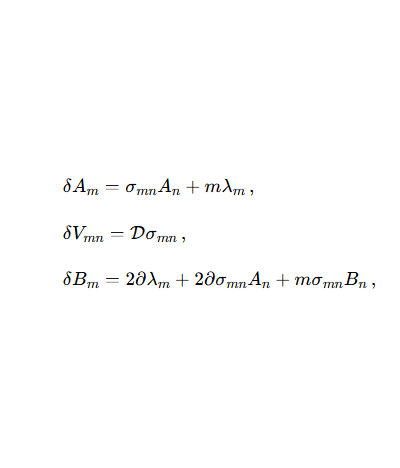 δA_m = σ_{mn}A_n + mλ_m ,
δV_{mn} = 𝒟σ_{mn} ,
δB_m = 2∂λ_m + 2∂σ_{mn}A_n + mσ_{mn}B_n ,